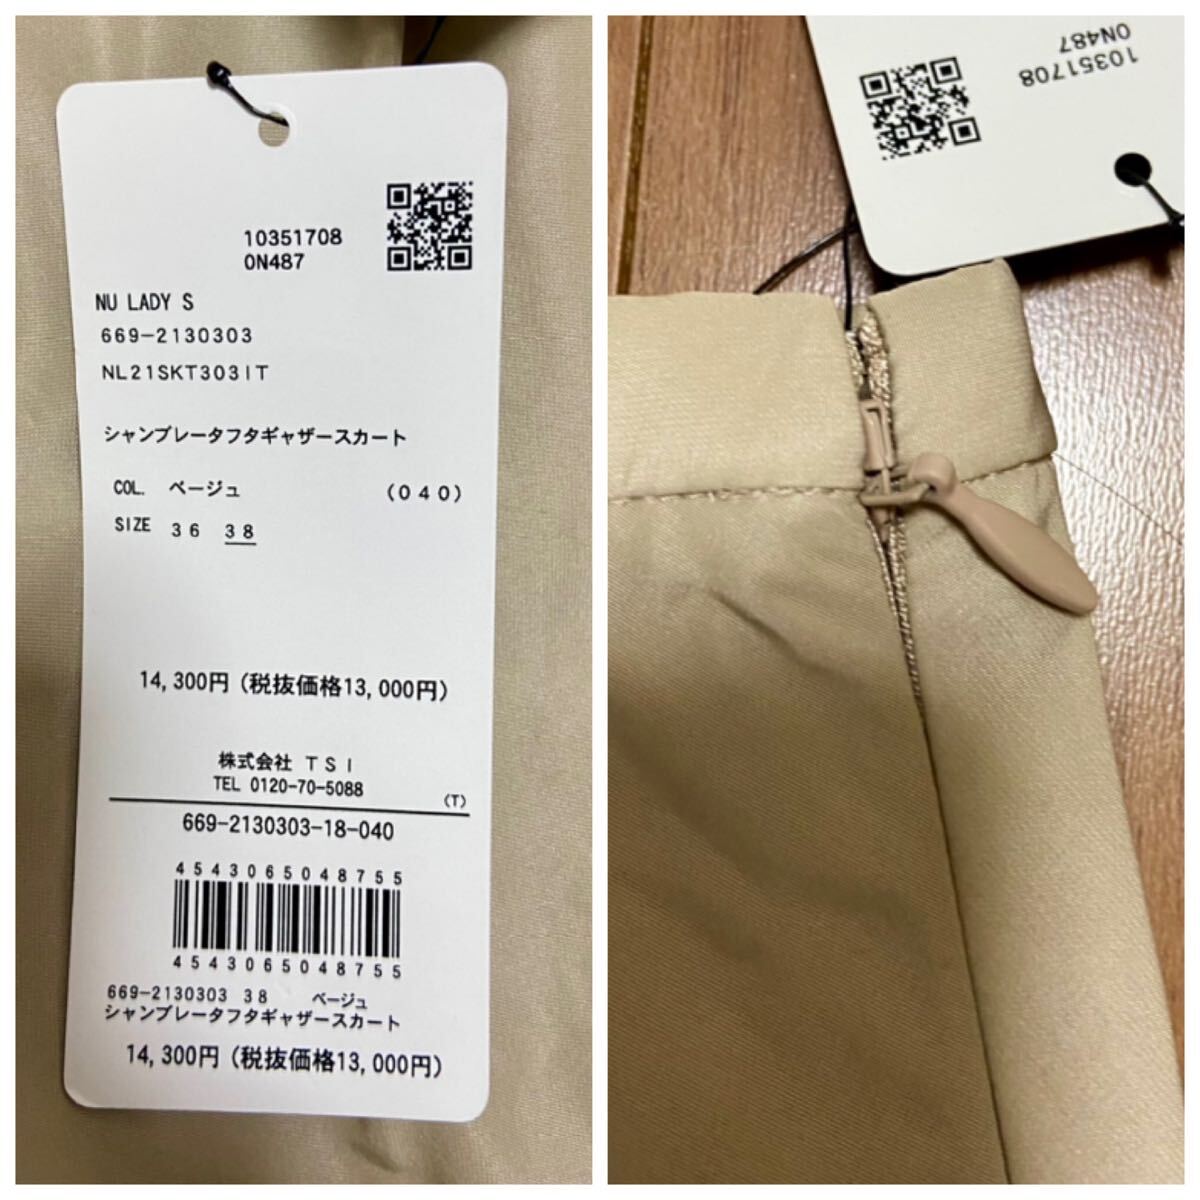 10351708
0N487
NU LADY S
669-2130303
NL21SKT303IT
シャンブレータフタギャザースカート
COL. ベージュ (040)
SIZE 36 38
14,300円 (税抜価格13,000円)
株式会社 TSI
TEL 0120-70-5088
(T)
669-2130303-18-040
4543065048755
4543065048755
669-2130303 38 ベージュ
シャンブレータフタギャザースカート
14,300円 (税抜価格13,000円)
10351708
0N487